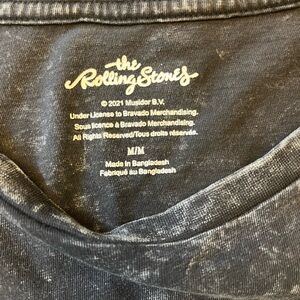 the
Rolling Stones
© 2021 Musidor B.V.
Under License to Bravado Merchandising.
Sous licence à Bravado Merchandising.
All Rights Reserved/Tous droits réservés.
M/M
Made in Bangladesh
Fabriqué au Bangladesh